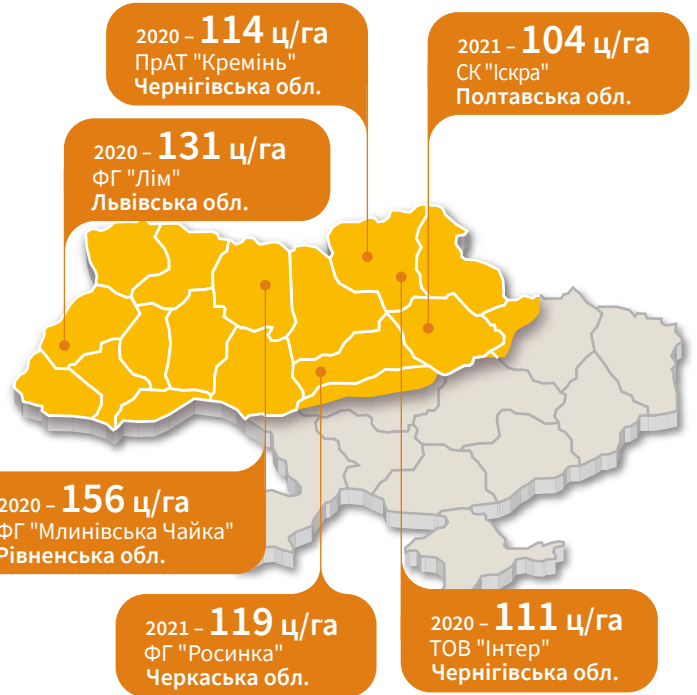 2020 – 114 ц/га
ПрАТ "Кремінь"
Чернігівська обл.
2021 – 104 ц/га
СК "Іскра"
Полтавська обл.
2020 – 131 ц/га
ФГ "Лім"
Львівська обл.
2020 – 156 ц/га
ФГ "Млинівська Чайка"
Рівненська обл.
2021 – 119 ц/га
ФГ "Росинка"
Черкаська обл.
2020 – 111 ц/га
ТОВ "Інтер"
Чернігівська обл.